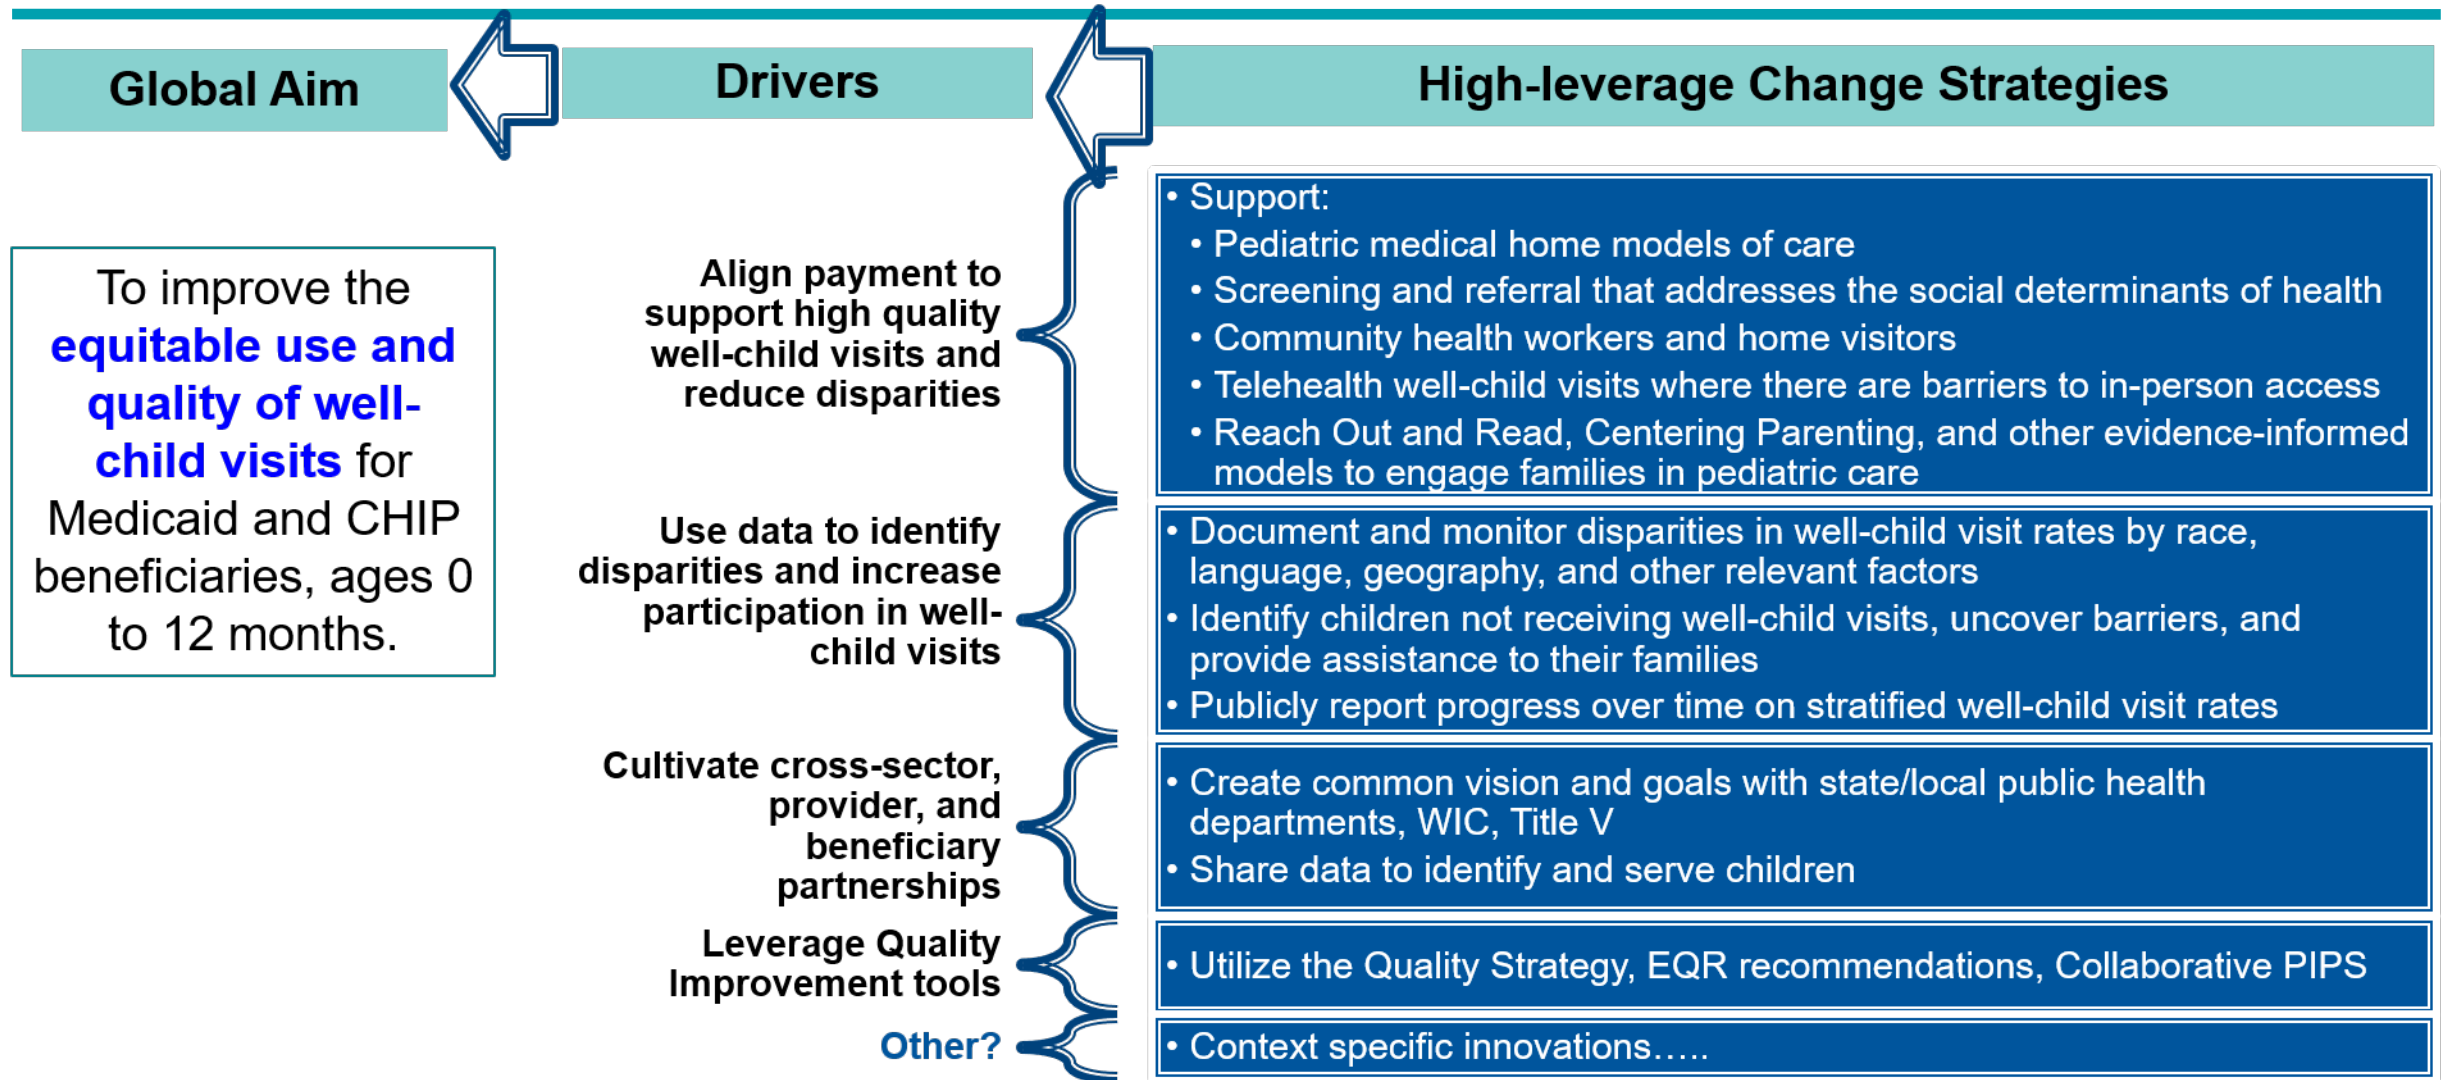 Global Aim
Drivers
High-leverage Change Strategies
To improve the
equitable use and
quality of well-
child visits for
Medicaid and CHIP
beneficiaries, ages 0
to 12 months.
Align payment to
support high quality
well-child visits and
reduce disparities
• Support:
• Pediatric medical home models of care
• Screening and referral that addresses the social determinants of health
• Community health workers and home visitors
• Telehealth well-child visits where there are barriers to in-person access
• Reach Out and Read, Centering Parenting, and other evidence-informed
models to engage families in pediatric care
Use data to identify
disparities and increase
participation in well-
child visits
• Document and monitor disparities in well-child visit rates by race,
language, geography, and other relevant factors
• Identify children not receiving well-child visits, uncover barriers, and
provide assistance to their families
• Publicly report progress over time on stratified well-child visit rates
Cultivate cross-sector,
provider, and
beneficiary
partnerships
• Create common vision and goals with state/local public health
departments, WIC, Title V
• Share data to identify and serve children
Leverage Quality
Improvement tools
• Utilize the Quality Strategy, EQR recommendations, Collaborative PIPS
Other?
• Context specific innovations…..